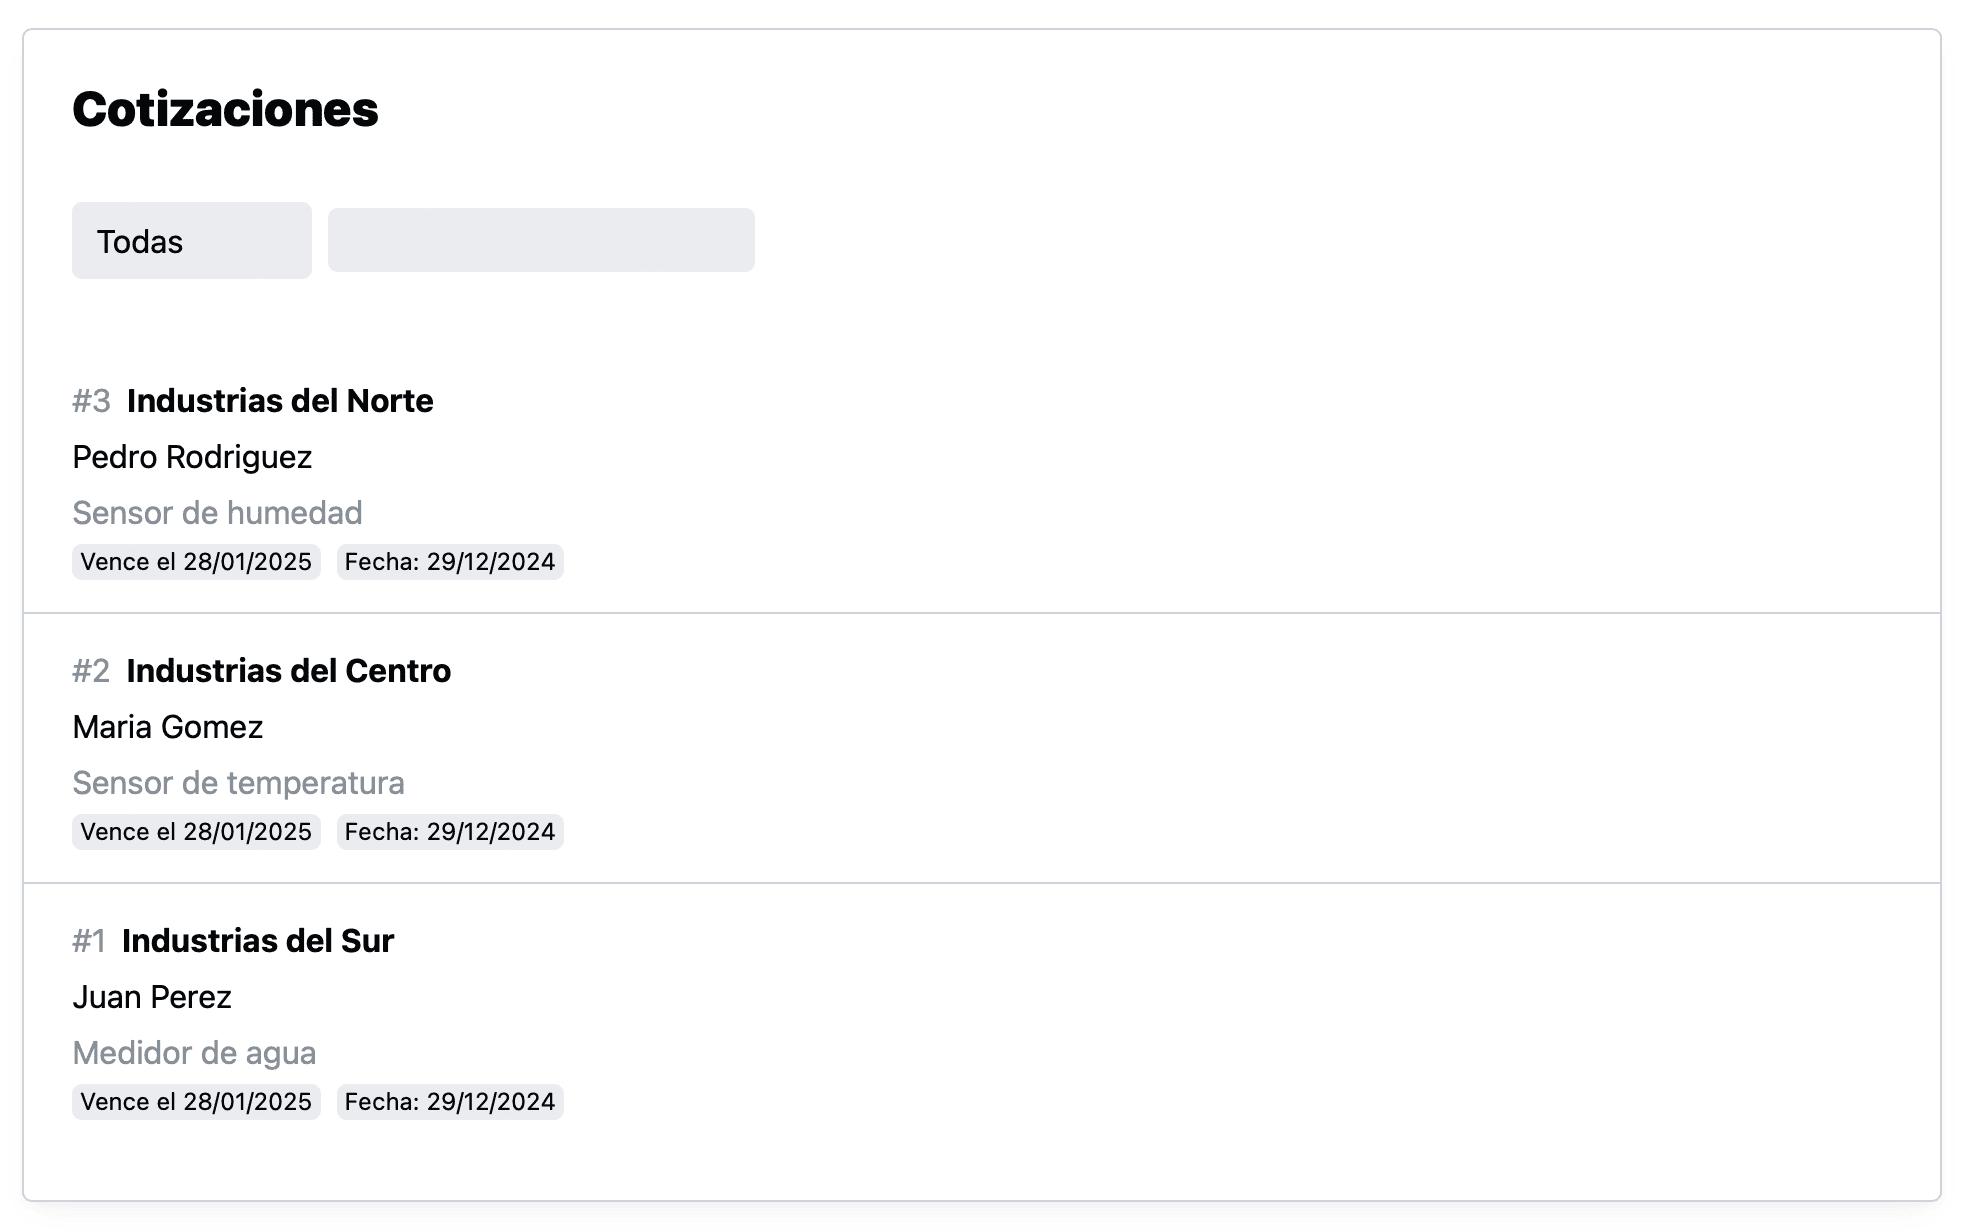 Cotizaciones
Todas
#3 Industrias del Norte
Pedro Rodriguez
Sensor de humedad
Vence el 28/01/2025 Fecha: 29/12/2024
#2 Industrias del Centro
Maria Gomez
Sensor de temperatura
Vence el 28/01/2025 Fecha: 29/12/2024
#1 Industrias del Sur
Juan Perez
Medidor de agua
Vence el 28/01/2025 Fecha: 29/12/2024